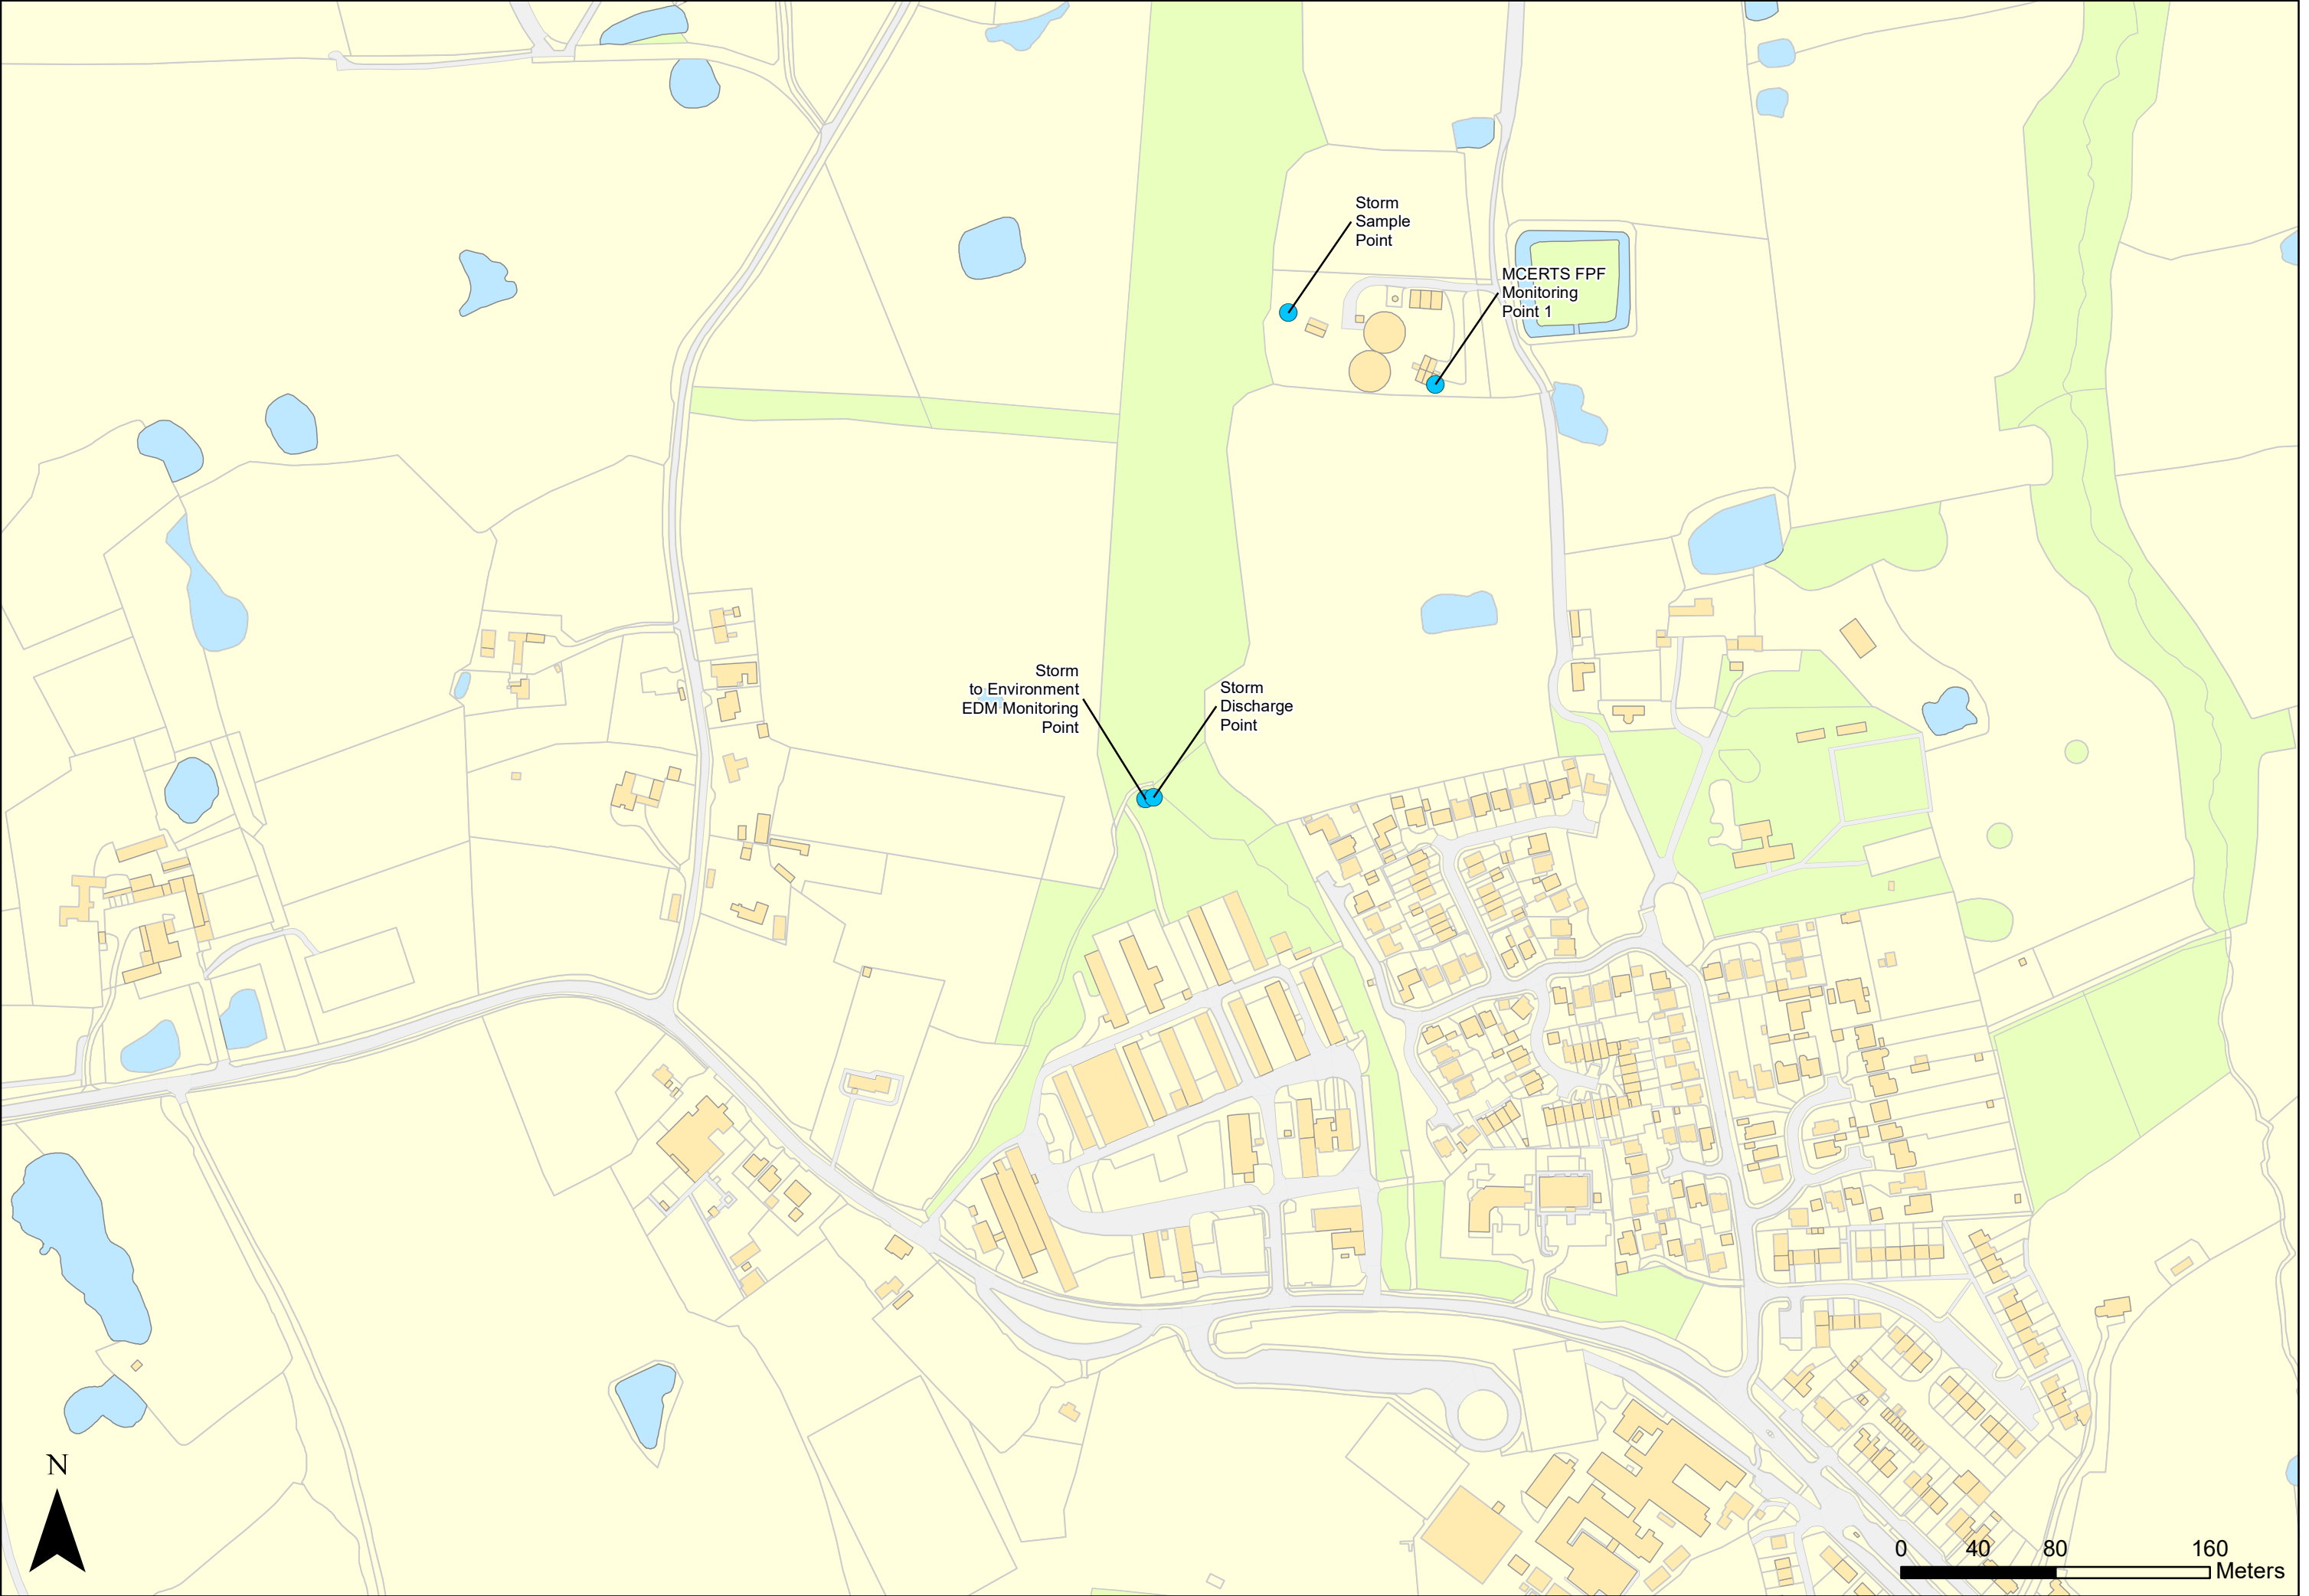 Storm
Sample
Point
MCERTS FPF
Monitoring
Point 1
Storm
to Environment
EDM Monitoring
Point
Storm
Discharge
Point
N
0 40 80 160
Meters